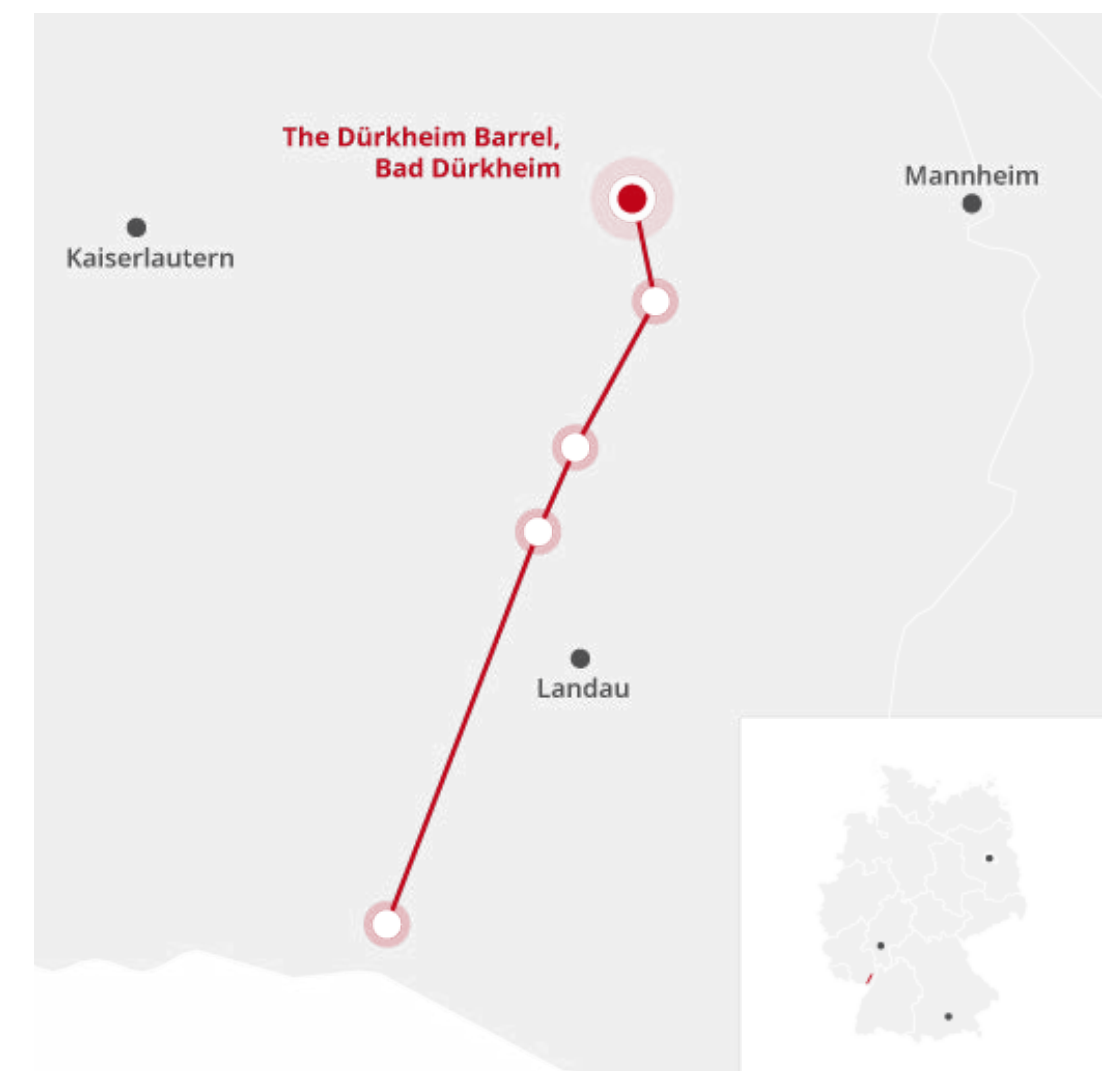 The Dürkheim Barrel,
Bad Dürkheim
Mannheim
Kaiserlautern
Landau